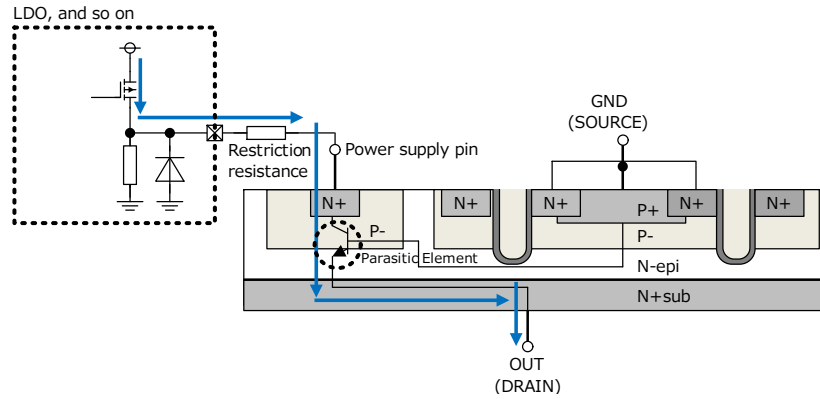 LDO, and so on
GND
(SOURCE)
Restriction
resistance
Power supply pin
N+
N+
N+
P+
N+
N+
P-
P-
Parasitic Element
N-epi
N+sub
OUT
(DRAIN)